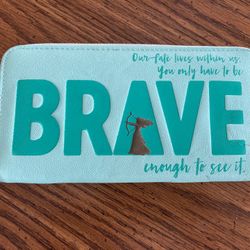 Our fate lives within us.
You only have to be
BRAVE
enough to see it.